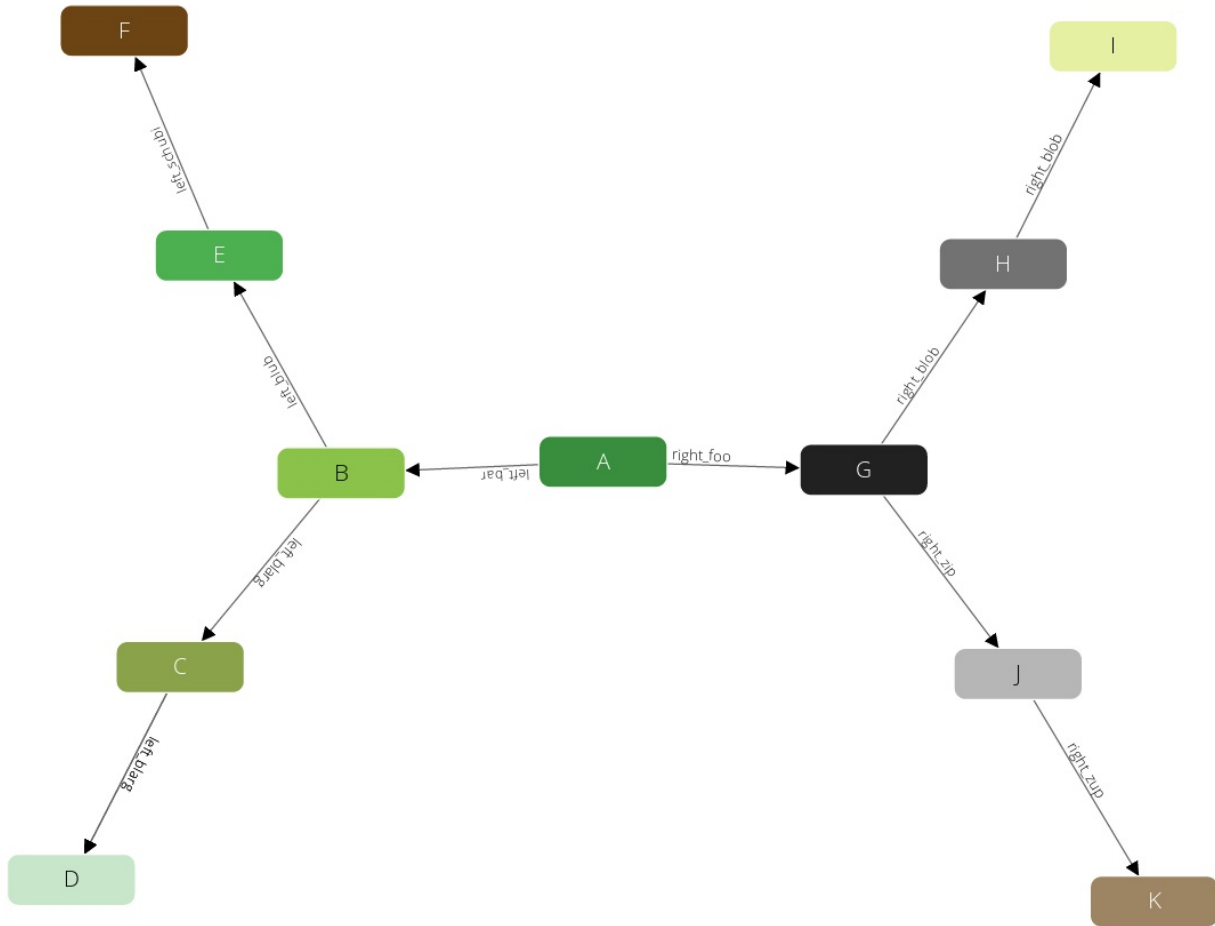 F
I
left_schubi
right_blob
E
H
left_blub
right_blob
A
right_foo
B
left_bar
G
left_blarg
right_zip
C
J
left_blarg
right_zup
D
K